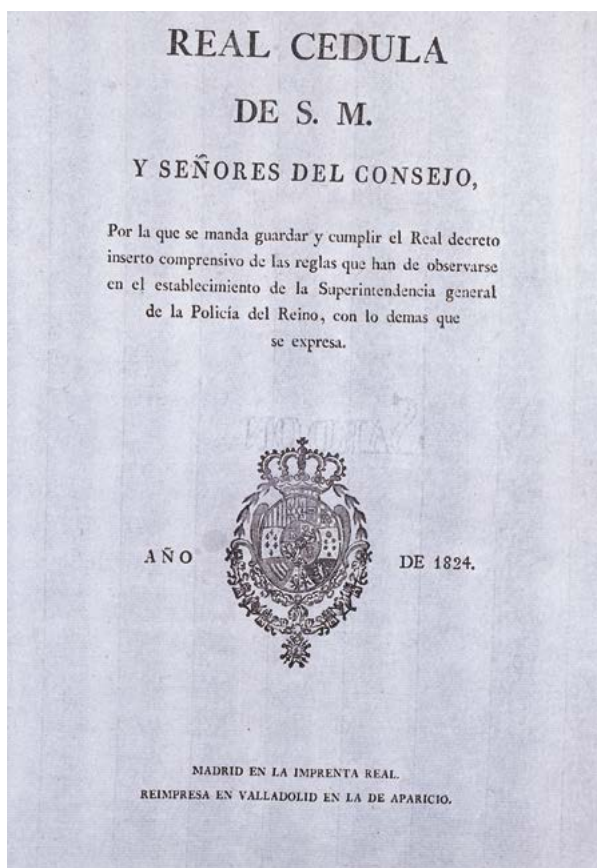 REAL CEDULA
DE S. M.
Y SEÑORES DEL CONSEJO,
Por la que se manda guardar y cumplir el Real decreto
inserto comprensivo de las reglas que han de observarse
en el establecimiento de la Superintendencia general
de la Policía del Reino, con lo demas que
se expresa.
AÑO DE 1824.
MADRID EN LA IMPRENTA REAL.
REIMPRESA EN VALLADOLID EN LA DE APARICIO.